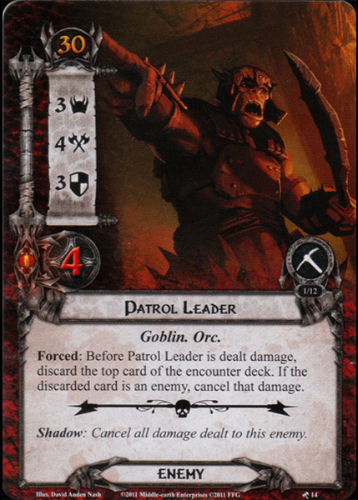 30
3
4
3
4
1/12
PATROL LEADER
Goblin. Orc.
Forced: Before Patrol Leader is dealt damage,
discard the top card of the encounter deck. If the
discarded card is an enemy, cancel that damage.
Shadow: Cancel all damage dealt to this enemy.
ENEMY
Illus. David Auden Nash ©2011 Middle-earth Enterprises ©2011 FFG 14